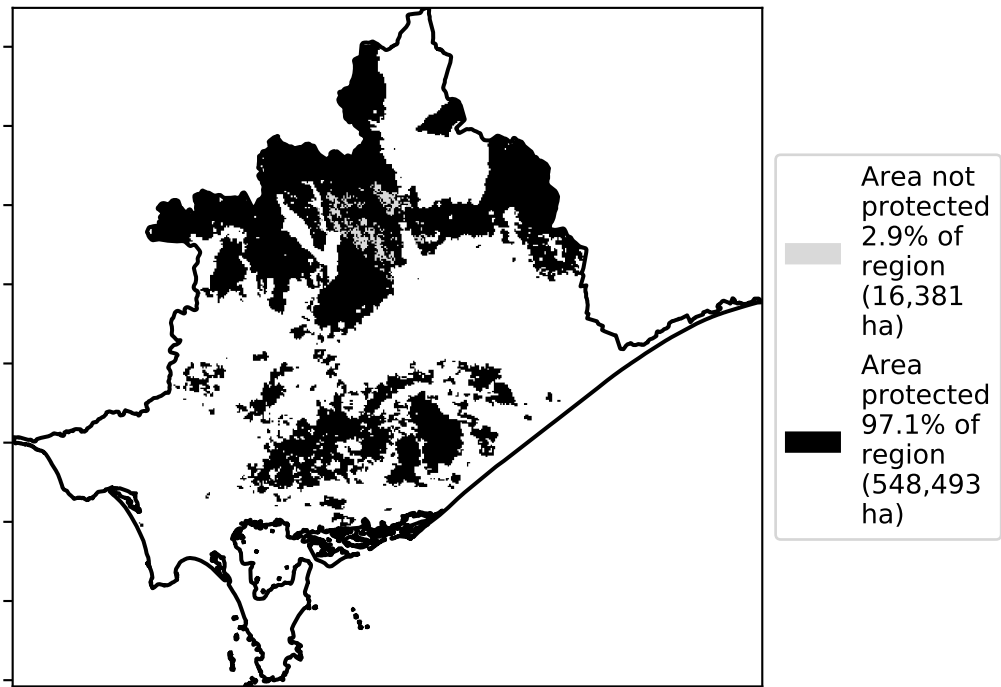 Area not
protected
2.9% of
region
(16,381
ha)
Area
protected
97.1% of
region
(548,493
ha)